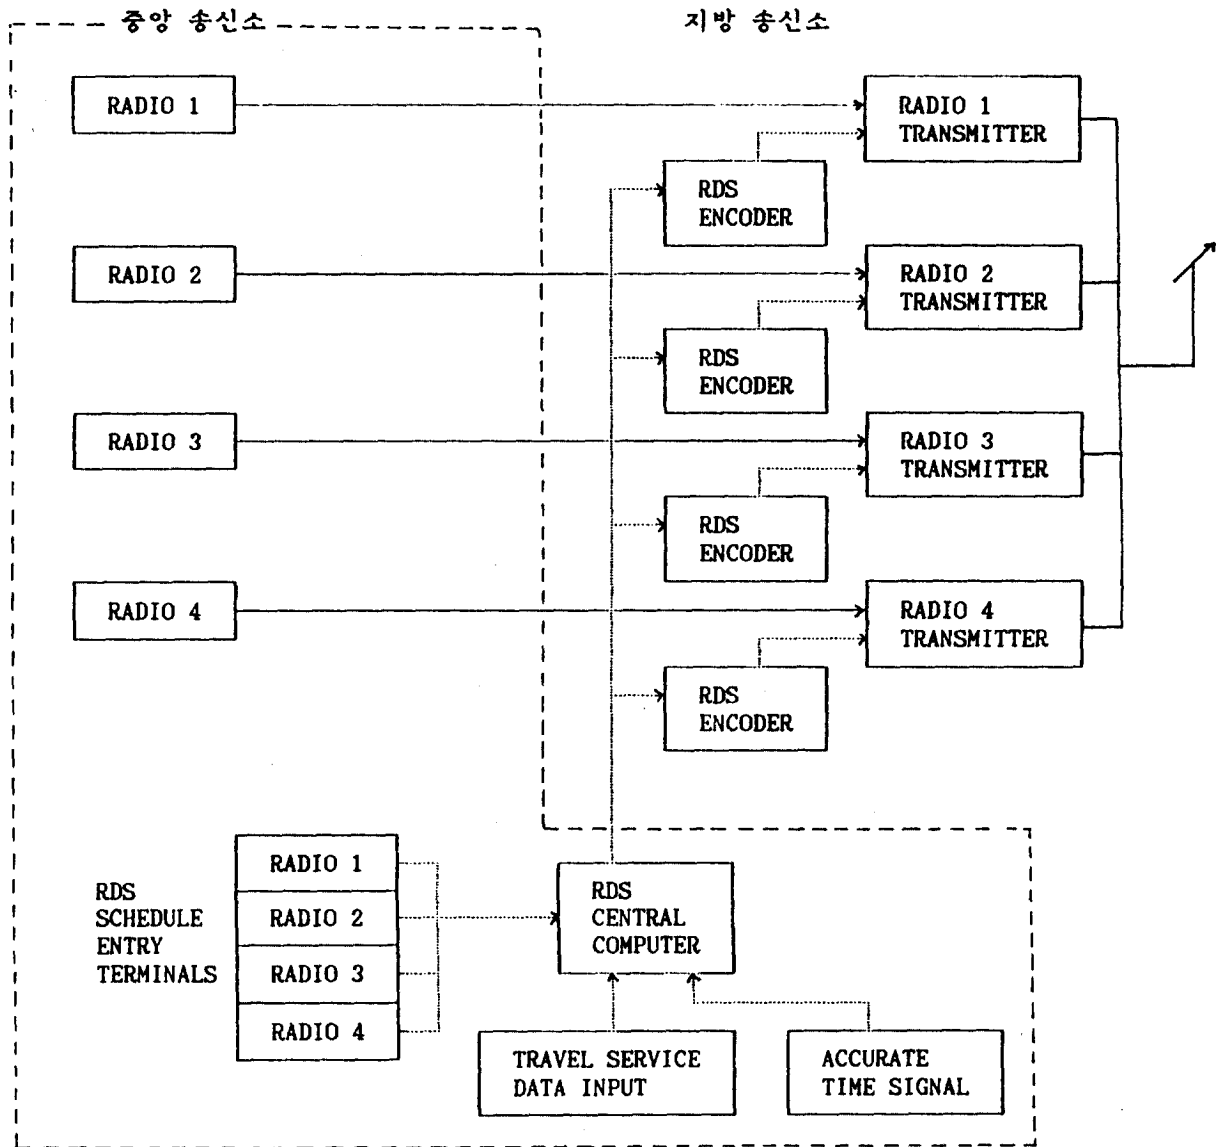 중앙 송신소
지방 송신소
RADIO 1
RADIO 1
TRANSMITTER
RDS
ENCODER
RADIO 2
RADIO 2
TRANSMITTER
RDS
ENCODER
RADIO 3
RADIO 3
TRANSMITTER
RDS
ENCODER
RADIO 4
RADIO 4
TRANSMITTER
RDS
ENCODER
RDS
SCHEDULE
ENTRY
TERMINALS
RADIO 1
RADIO 2
RADIO 3
RADIO 4
RDS
CENTRAL
COMPUTER
TRAVEL SERVICE
DATA INPUT
ACCURATE
TIME SIGNAL